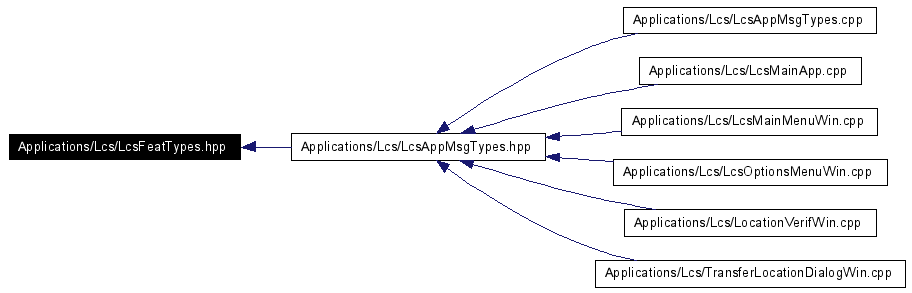 Applications/Lcs/LcsAppMsgTypes.cpp
Applications/Lcs/LcsMainApp.cpp
Applications/Lcs/LcsMainMenuWin.cpp
Applications/Lcs/LcsFeatTypes.hpp
Applications/Lcs/LcsAppMsgTypes.hpp
Applications/Lcs/LcsOptionsMenuWin.cpp
Applications/Lcs/LocationVerifWin.cpp
Applications/Lcs/TransferLocationDialogWin.cpp